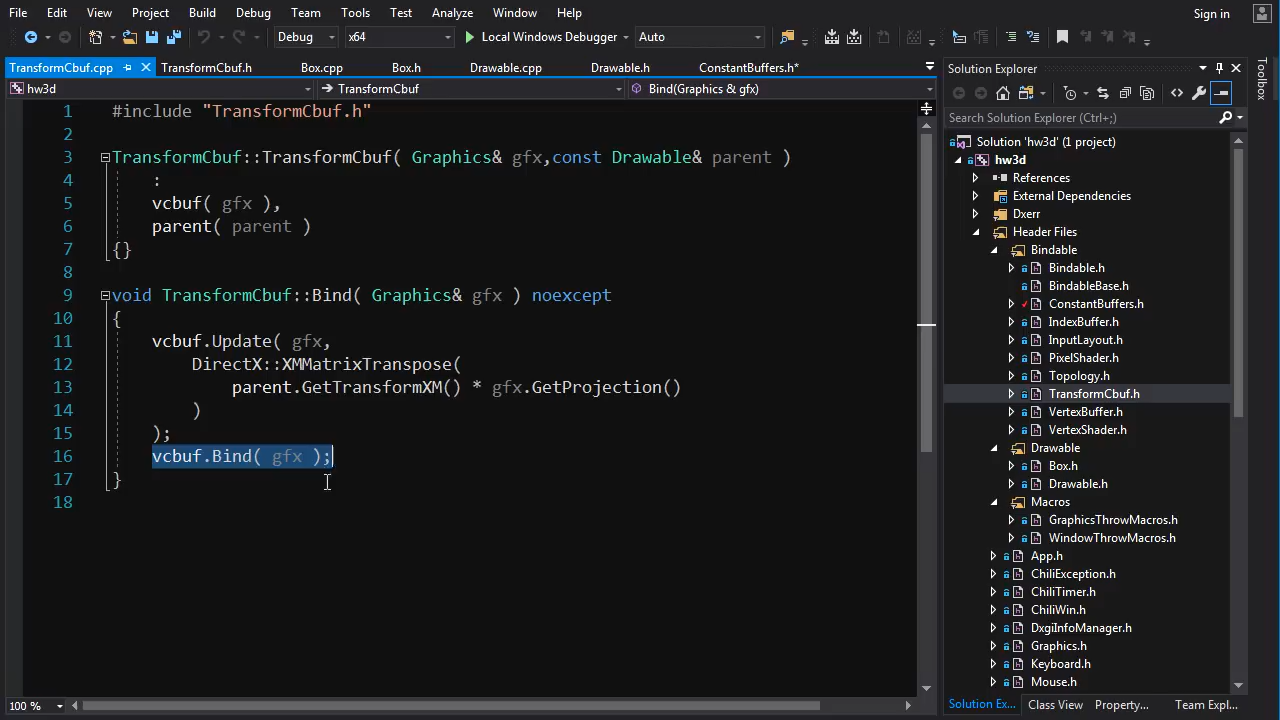 File Edit View Project Build Debug Team Tools Test Analyze Window Help Sign in
Debug x64 Local Windows Debugger Auto
TransformCbuf.cpp TransformCbuf.h Box.cpp Box.h Drawable.cpp Drawable.h ConstantBuffers.h*
hw3d TransformCbuf Bind(Graphics & gfx)
1 #include "TransformCbuf.h"
2
3 TransformCbuf::TransformCbuf( Graphics& gfx,const Drawable& parent )
4 :
5 vcbuf( gfx ),
6 parent( parent )
7 {}
8
9 void TransformCbuf::Bind( Graphics& gfx ) noexcept
10 {
11 vcbuf.Update( gfx,
12 DirectX::XMMatrixTranspose(
13 parent.GetTransformXM() * gfx.GetProjection()
14 )
15 );
16 vcbuf.Bind( gfx );
17 }
18
100 %
Solution Explorer
Search Solution Explorer (Ctrl+;)
Solution 'hw3d' (1 project)
hw3d
References
External Dependencies
Dxerr
Header Files
Bindable
Bindable.h
BindableBase.h
ConstantBuffers.h
IndexBuffer.h
InputLayout.h
PixelShader.h
Topology.h
TransformCbuf.h
VertexBuffer.h
VertexShader.h
Drawable
Box.h
Drawable.h
Macros
GraphicsThrowMacros.h
WindowThrowMacros.h
App.h
ChiliException.h
ChiliTimer.h
ChiliWin.h
DxgiInfoManager.h
Graphics.h
Keyboard.h
Mouse.h
Solution Ex... Class View Property... Team Expl...
Toolbox